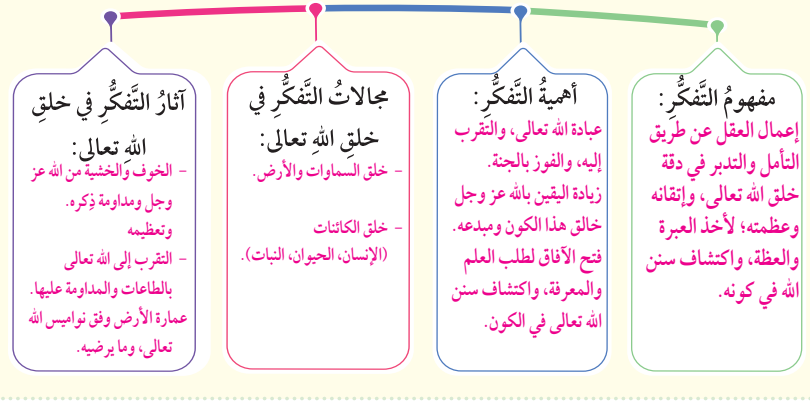 مفهومُ التَّفكُّرِ:
إعمال العقل عن طريق
التأمل والتدبر في دقة
خلق الله تعالى، وإتقانه
وعظمته؛ لأخذ العبرة
والعظة، واكتشاف سنن
الله في كونه.
أهميةُ التَّفكُّرِ:
عبادة الله تعالى، والتقرب
إليه، والفوز بالجنة.
زيادة اليقين بالله عز وجل
خالق هذا الكون ومبدعه.
فتح الآفاق لطلب العلم
والمعرفة، واكتشاف سنن
الله تعالى في الكون.
مجالاتُ التَّفكُّرِ في
خلقِ اللهِ تعالى:
- خلق السماوات والأرض.
- خلق الكائنات
(الإنسان، الحيوان، النبات).
آثارُ التَّفكُّرِ في خلقِ
اللهِ تعالى:
- الخوف والخشية من الله عز
وجل ومداومة ذِكره.
وتعظيمه
- التقرب إلى الله تعالى
بالطاعات والمداومة عليها.
عمارة الأرض وفق نواميس الله
تعالى، وما يرضيه.